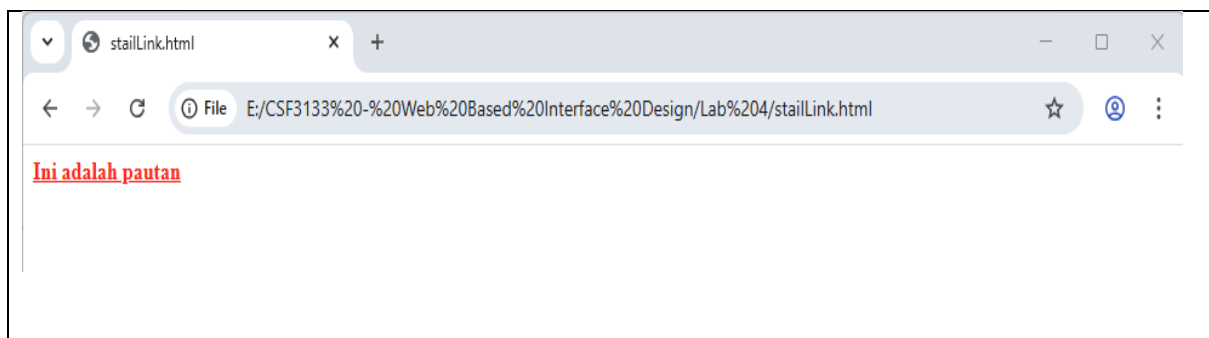 stailLink.html
File E:/CSF3133%20-%20Web%20Based%20Interface%20Design/Lab%204/stailLink.html
Ini adalah pautan